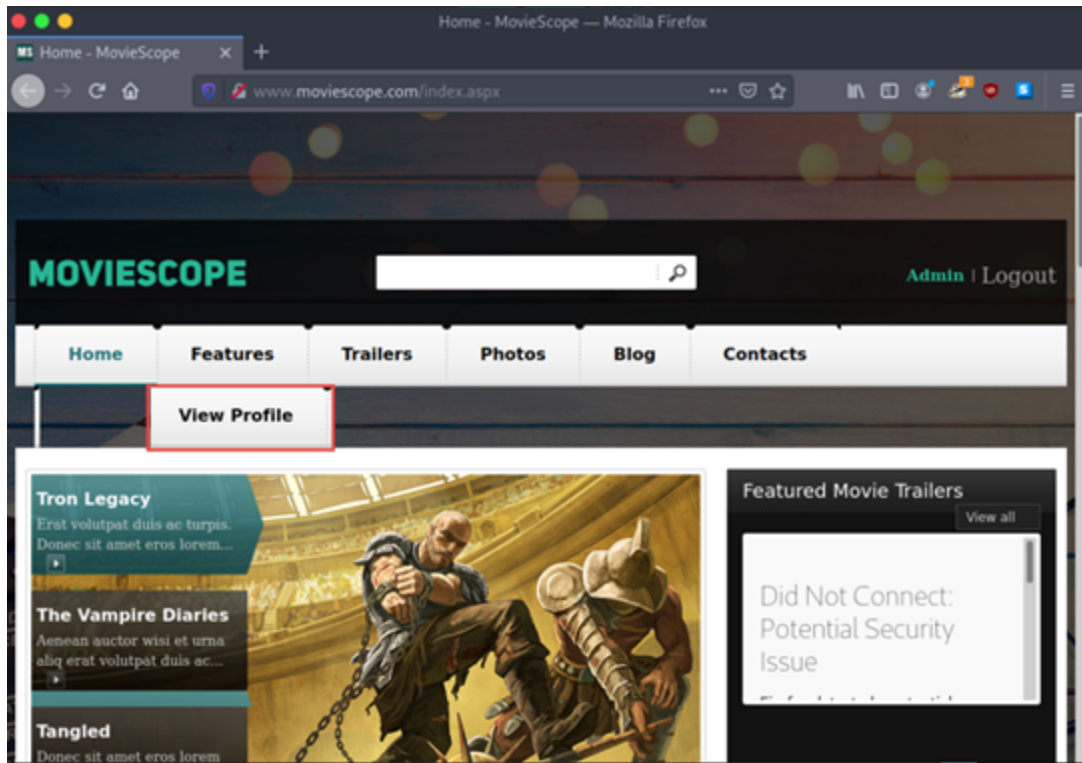 Home - MovieScope — Mozilla Firefox
MS Home - MovieScope
www.moviescope.com/index.aspx
3
S
MOVIESCOPE
Admin | Logout
Home Features Trailers Photos Blog Contacts
View Profile
Tron Legacy
Erat volutpat duis ac turpis.
Donec sit amet eros lorem...
The Vampire Diaries
Aenean auctor wisi et urna
aliq erat volutpat duis ac...
Tangled
Donec sit amet eros lorem
Featured Movie Trailers
View all
Did Not Connect:
Potential Security
Issue